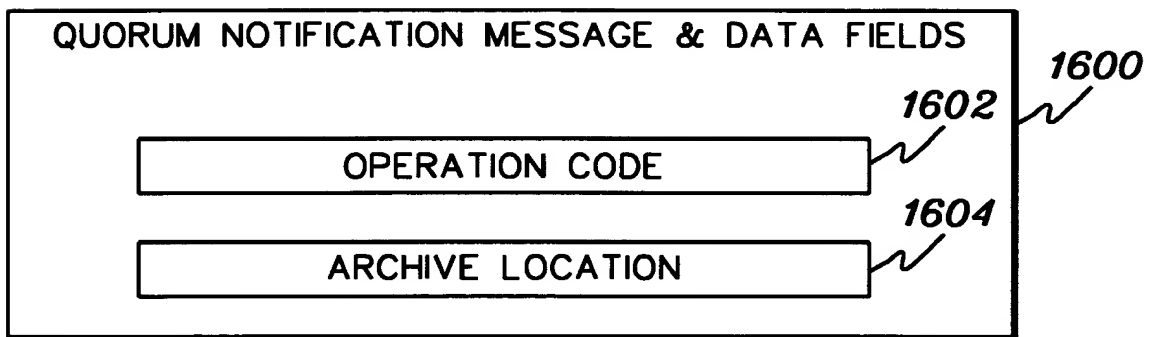 QUORUM NOTIFICATION MESSAGE & DATA FIELDS
1600
1602
OPERATION CODE
1604
ARCHIVE LOCATION